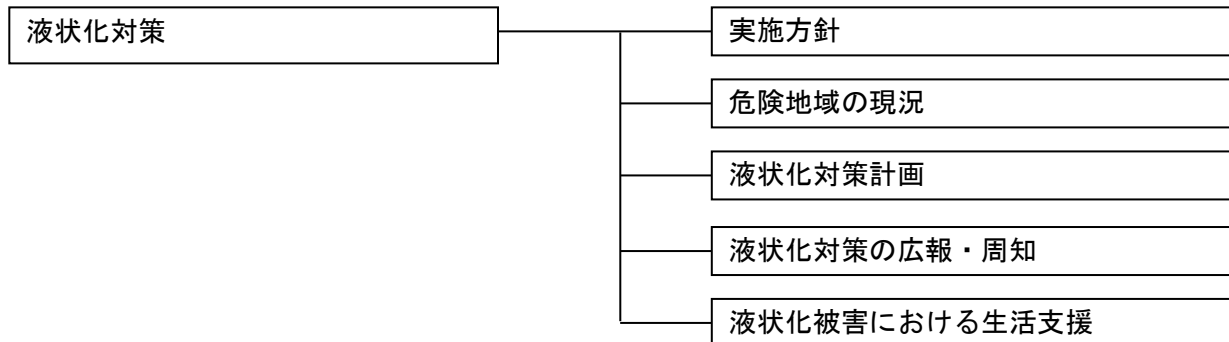 液状化対策
実施方針
危険地域の現況
液状化対策計画
液状化対策の広報・周知
液状化被害における生活支援